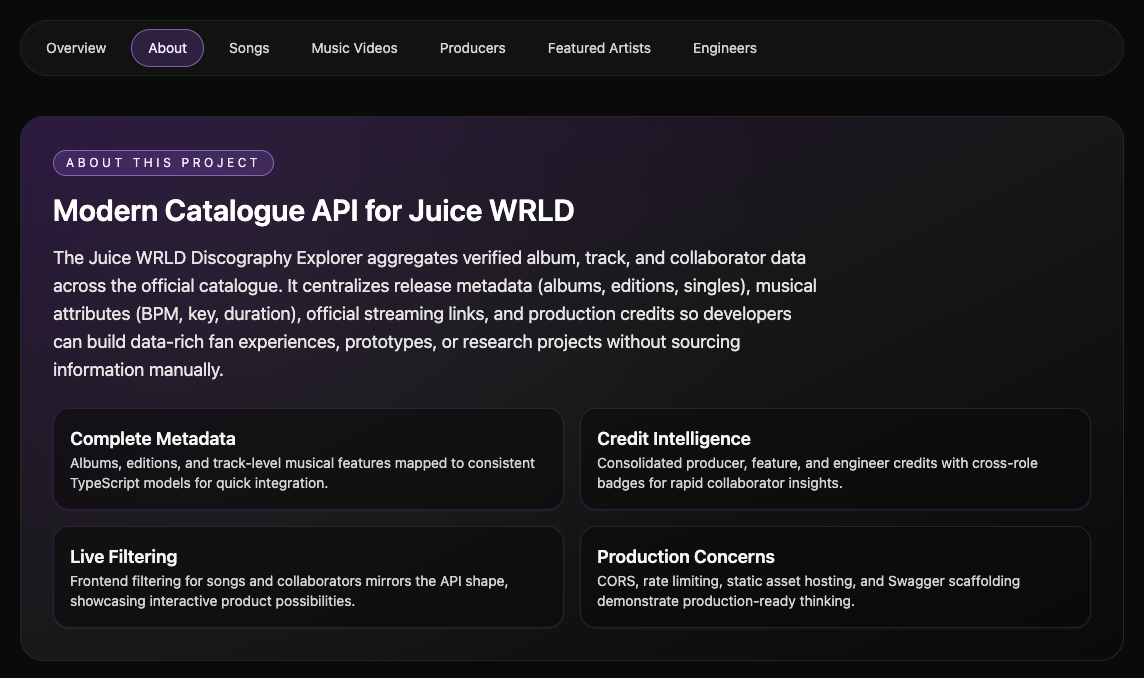 Overview
About
Songs
Music Videos
Producers
Featured Artists
Engineers
ABOUT THIS PROJECT
Modern Catalogue API for Juice WRLD
The Juice WRLD Discography Explorer aggregates verified album, track, and collaborator data
across the official catalogue. It centralizes release metadata (albums, editions, singles), musical
attributes (BPM, key, duration), official streaming links, and production credits so developers
can build data-rich fan experiences, prototypes, or research projects without sourcing
information manually.
Complete Metadata
Albums, editions, and track-level musical features mapped to consistent
TypeScript models for quick integration.
Credit Intelligence
Consolidated producer, feature, and engineer credits with cross-role
badges for rapid collaborator insights.
Live Filtering
Frontend filtering for songs and collaborators mirrors the API shape,
showcasing interactive product possibilities.
Production Concerns
CORS, rate limiting, static asset hosting, and Swagger scaffolding
demonstrate production-ready thinking.